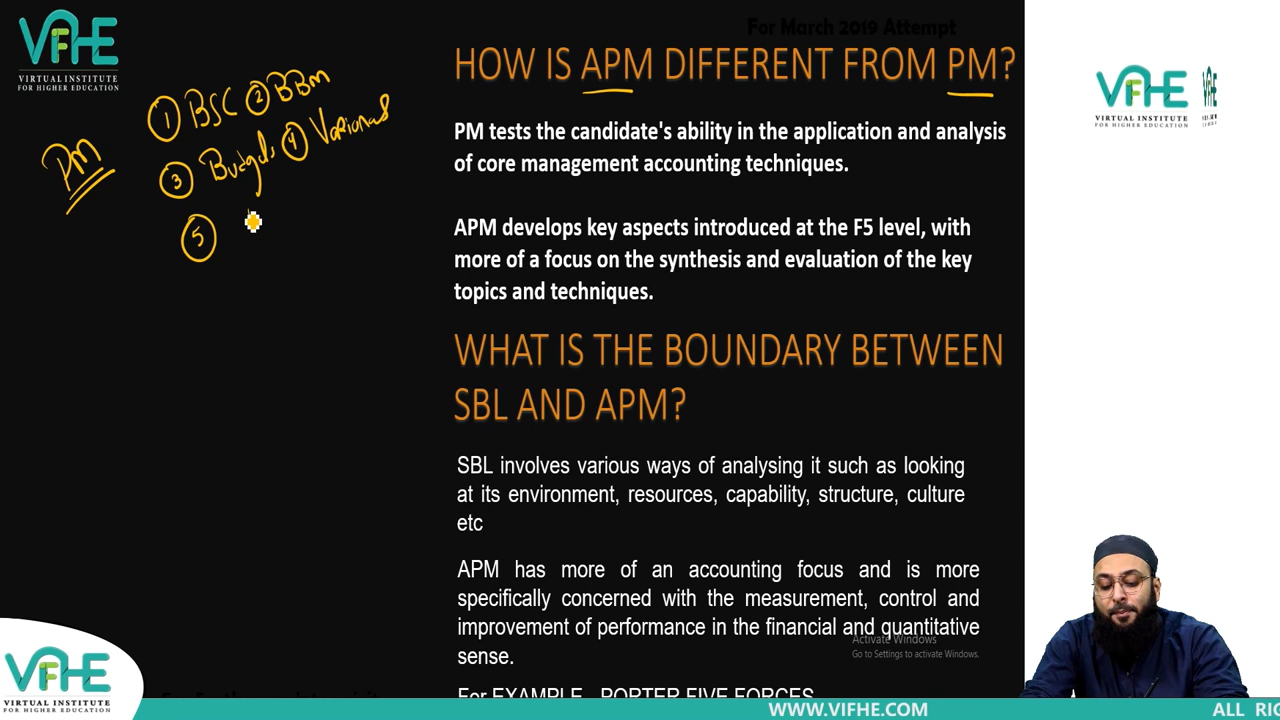 For March 2019 Attempt
VIFHE
VIRTUAL INSTITUTE
FOR HIGHER EDUCATION
PM
① BSC ② BBM
③ Budgets ④ Variances
⑤
HOW IS APM DIFFERENT FROM PM?
PM tests the candidate's ability in the application and analysis
of core management accounting techniques.
APM develops key aspects introduced at the F5 level, with
more of a focus on the synthesis and evaluation of the key
topics and techniques.
WHAT IS THE BOUNDARY BETWEEN
SBL AND APM?
SBL involves various ways of analysing it such as looking
at its environment, resources, capability, structure, culture
etc
APM has more of an accounting focus and is more
specifically concerned with the measurement, control and
improvement of performance in the financial and quantitative
sense.
Activate Windows
Go to Settings to activate Windows.
For EXAMPLE - PORTER FIVE FORCES
VIFHE
VIRTUAL INSTITUTE
FOR HIGHER EDUCATION
VIFHE
VIRTUAL INSTITUTE
FOR HIGHER EDUCATION
WWW.VIFHE.COM
ALL RIG